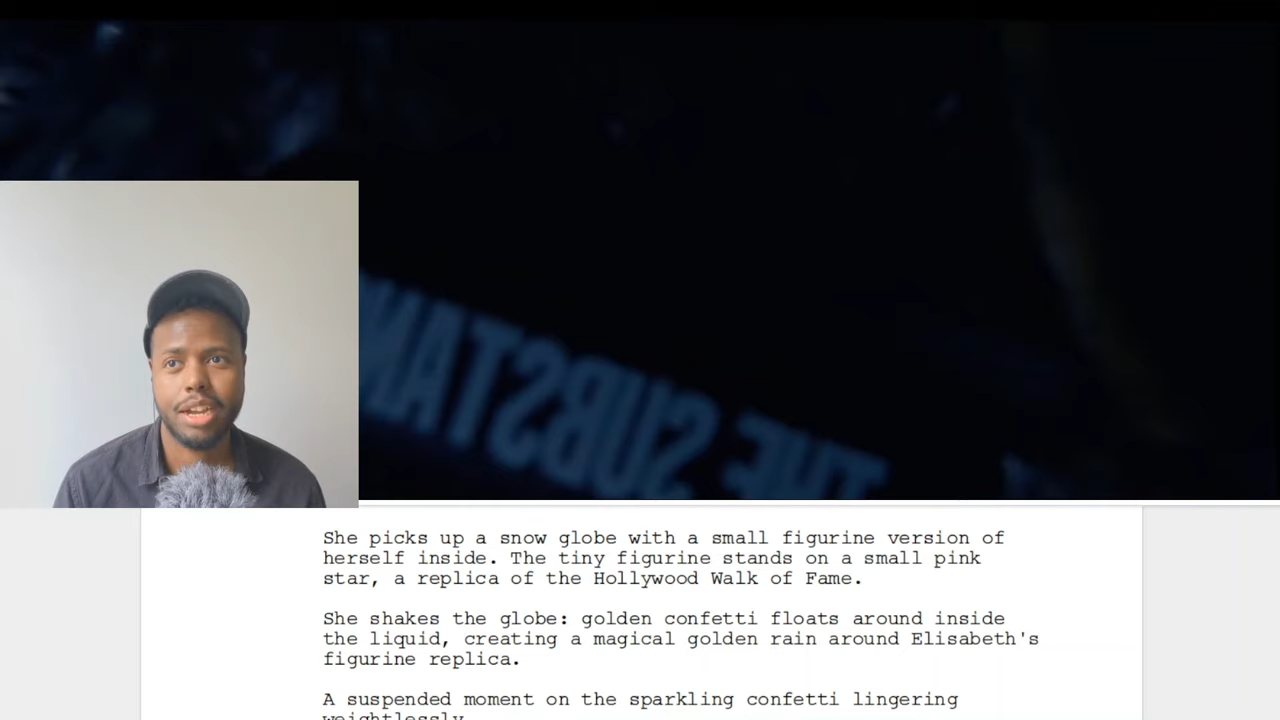 THE SUBSTAN
She picks up a snow globe with a small figurine version of
herself inside. The tiny figurine stands on a small pink
star, a replica of the Hollywood Walk of Fame.
She shakes the globe: golden confetti floats around inside
the liquid, creating a magical golden rain around Elisabeth's
figurine replica.
A suspended moment on the sparkling confetti lingering
weightlessly.